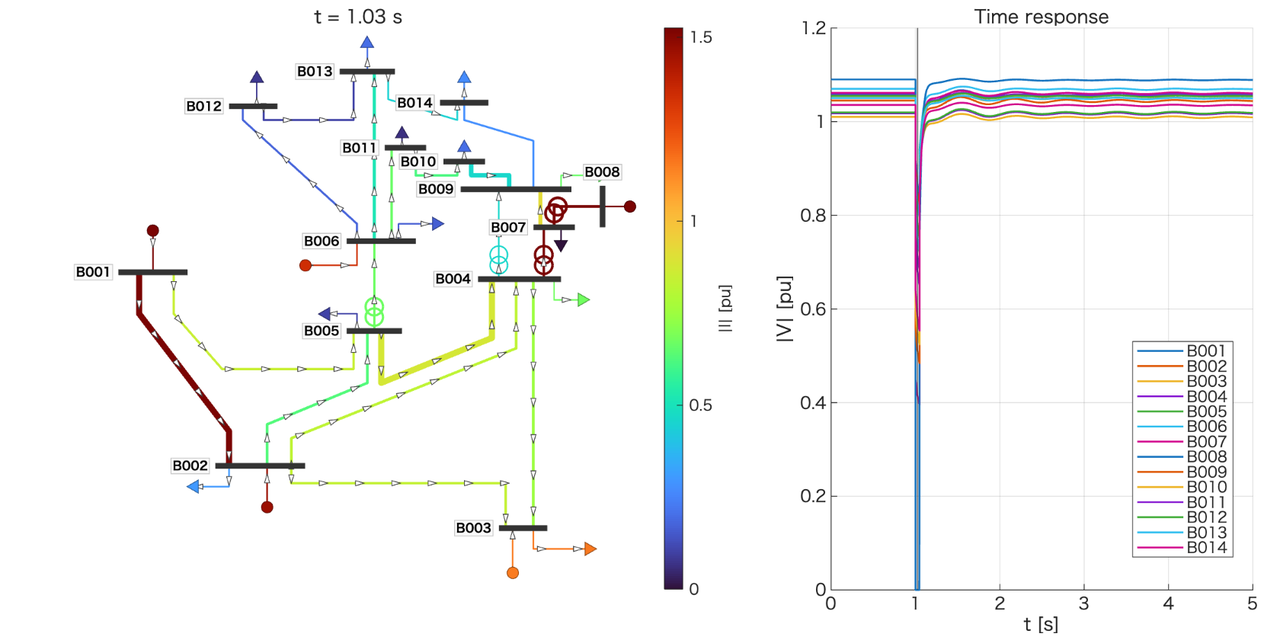 t = 1.03 s
B013
B012
B014
B011
B010
B009
B008
B007
B006
B001
B004
B005
B002
B003
1.5
1
0.5
0
|I| [pu]
Time response
1.2
1
0.8
0.6
0.4
0.2
0
|V| [pu]
0 1 2 3 4 5
t [s]
B001
B002
B003
B004
B005
B006
B007
B008
B009
B010
B011
B012
B013
B014